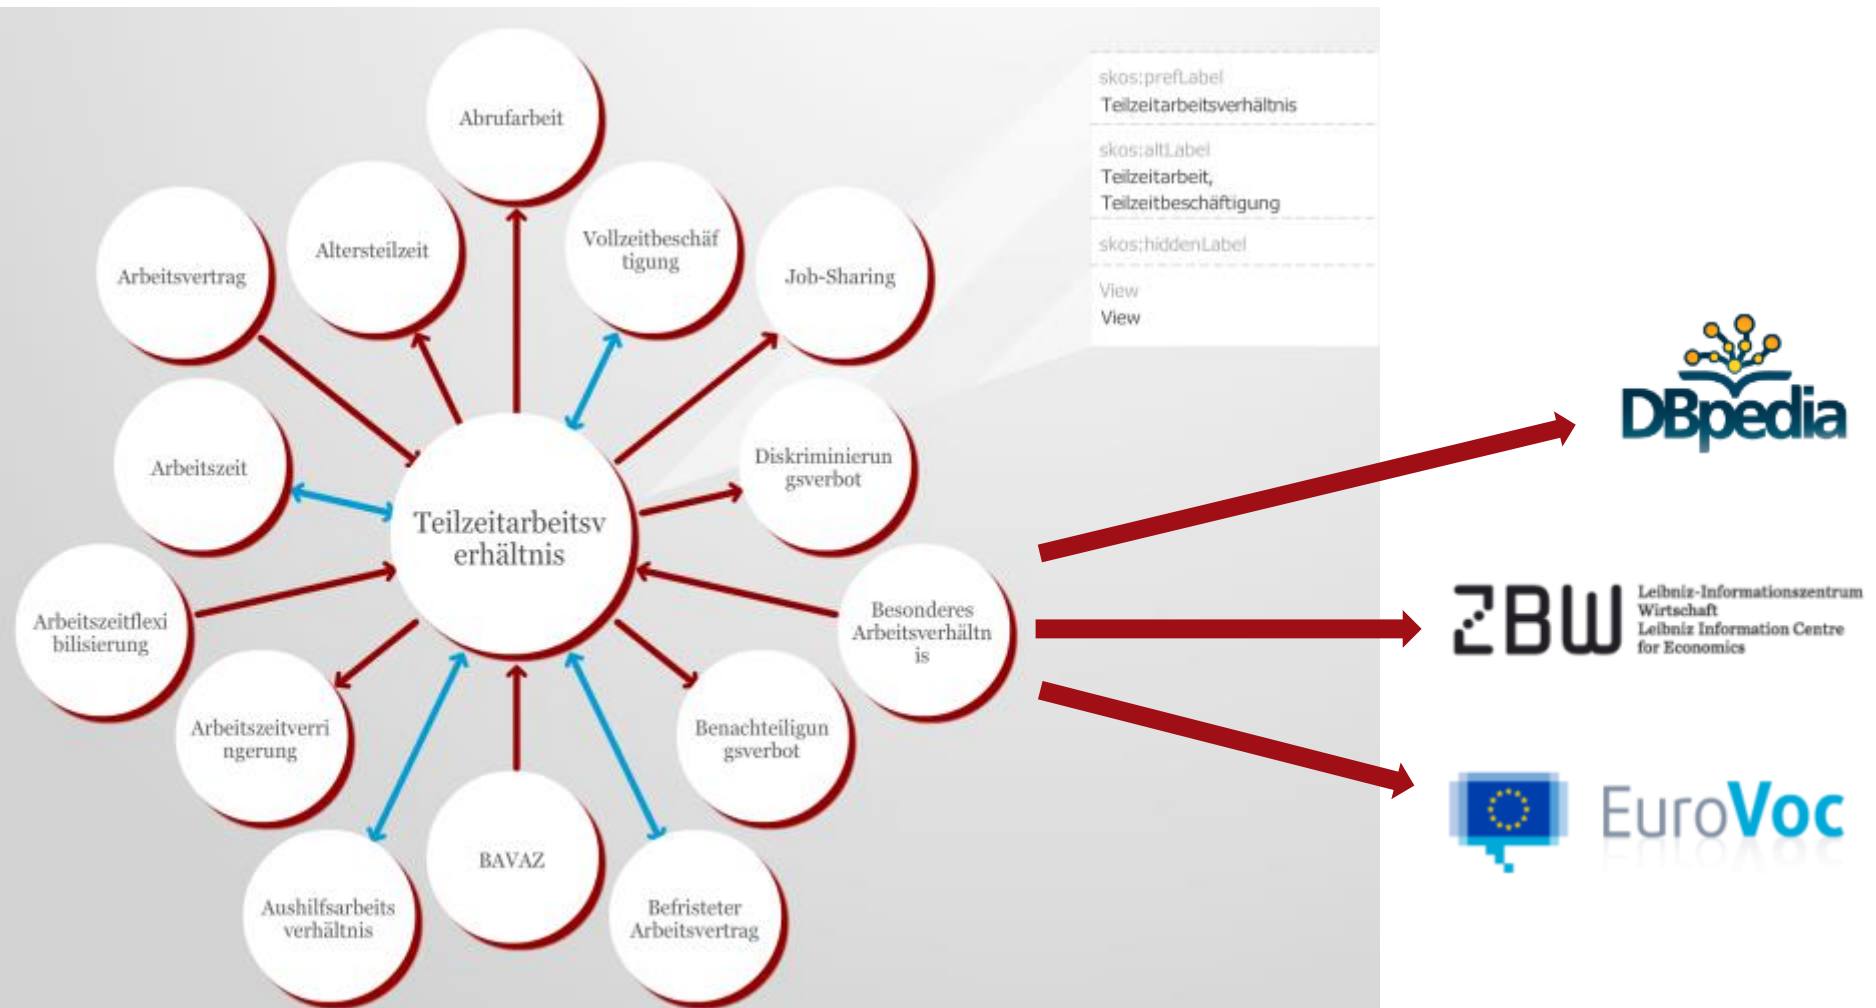 Abrufarbeit
Altersteilzeit
Vollzeitbeschäf
tigung
Arbeitsvertrag
Job-Sharing
Arbeitszeit
Diskriminierun
gsverbot
Teilzeitarbeitsv
erhältnis
Arbeitszeitflexi
bilisierung
Besonderes
Arbeitsverhältn
is
Arbeitszeitverri
ngerung
Benachteiligun
gsverbot
BAVAZ
Aushilfsarbeits
verhältnis
Befristeter
Arbeitsvertrag
skos:prefLabel
Teilzeitarbeitsverhältnis
skos:altLabel
Teilzeitarbeit,
Teilzeitbeschäftigung
skos:hiddenLabel
View
View
DBpedia
ZBW
Leibniz-Informationszentrum
Wirtschaft
Leibniz Information Centre
for Economics
EuroVoc